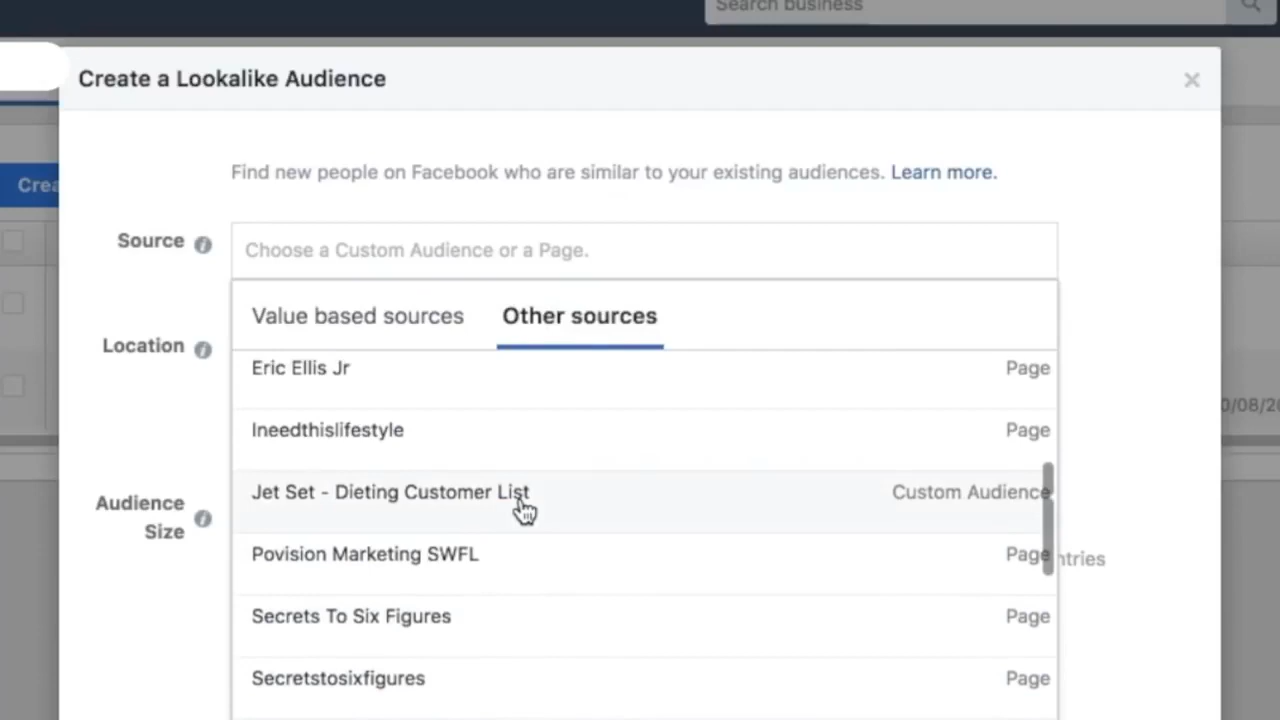 Search business
Create a Lookalike Audience
×
Crea
Find new people on Facebook who are similar to your existing audiences. Learn more.
Source i
Choose a Custom Audience or a Page.
Value based sources Other sources
Location i
Eric Ellis Jr Page
Ineedthislifestyle Page
0/08/20
Jet Set - Dieting Customer List Custom Audience
Audience
Size i
Povision Marketing SWFL Page
ntries
Secrets To Six Figures Page
Secretstosixfigures Page